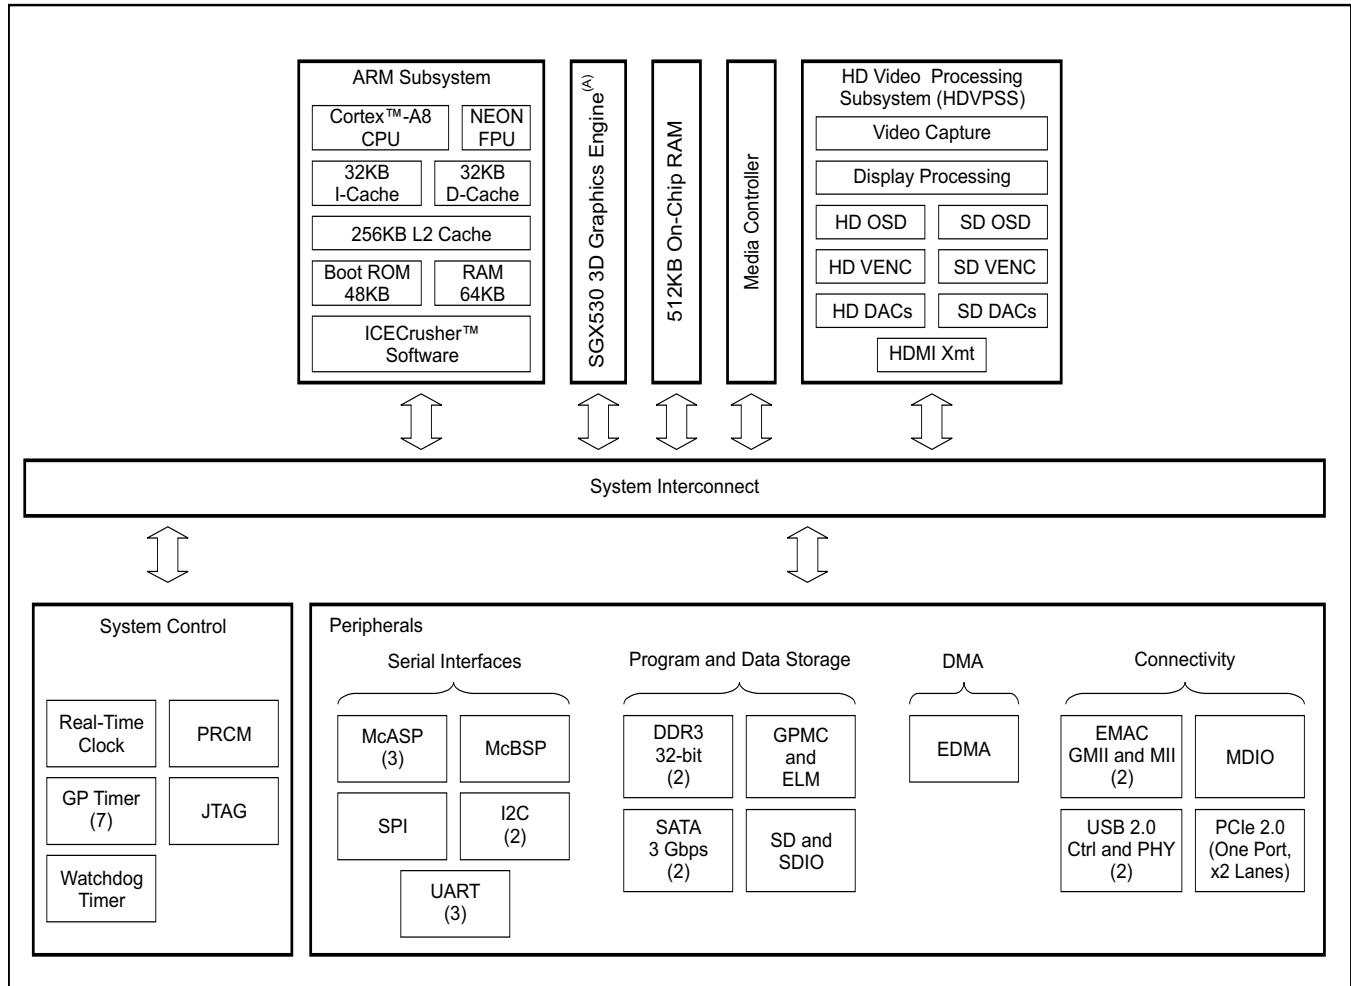 ARM Subsystem
Cortex™-A8
CPU
NEON
FPU
32KB
I-Cache
32KB
D-Cache
256KB L2 Cache
Boot ROM
48KB
RAM
64KB
ICECrusher™
Software
SGX530 3D Graphics Engine(A)
512KB On-Chip RAM
Media Controller
HD Video Processing
Subsystem (HDVPSS)
Video Capture
Display Processing
HD OSD
SD OSD
HD VENC
SD VENC
HD DACs
SD DACs
HDMI Xmt
System Interconnect
System Control
Real-Time
Clock
PRCM
GP Timer
(7)
JTAG
Watchdog
Timer
Peripherals
Serial Interfaces
McASP
(3)
McBSP
SPI
I2C
(2)
UART
(3)
Program and Data Storage
DDR3
32-bit
(2)
GPMC
and
ELM
SATA
3 Gbps
(2)
SD and
SDIO
DMA
EDMA
Connectivity
EMAC
GMII and MII
(2)
MDIO
USB 2.0
Ctrl and PHY
(2)
PCIe 2.0
(One Port,
x2 Lanes)